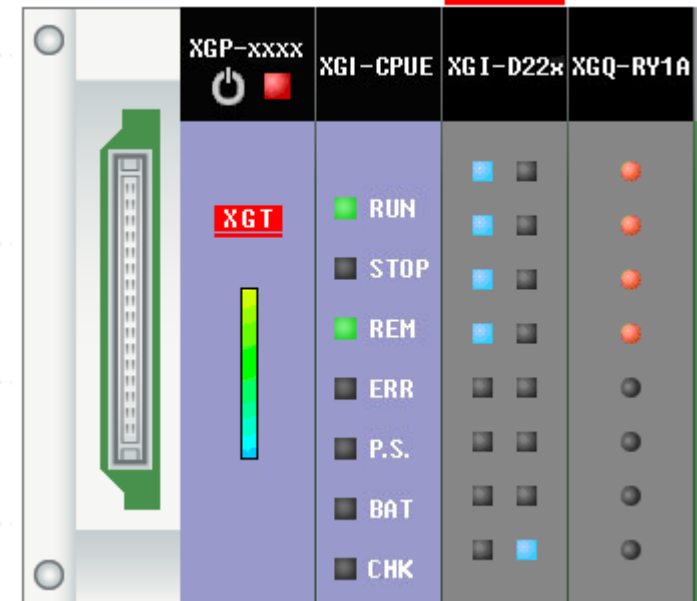 XGP-xxxx
XGI-CPUE
XGI-D22x
XGQ-RY1A
XGT
RUN
STOP
REM
ERR
P.S.
BAT
CHK